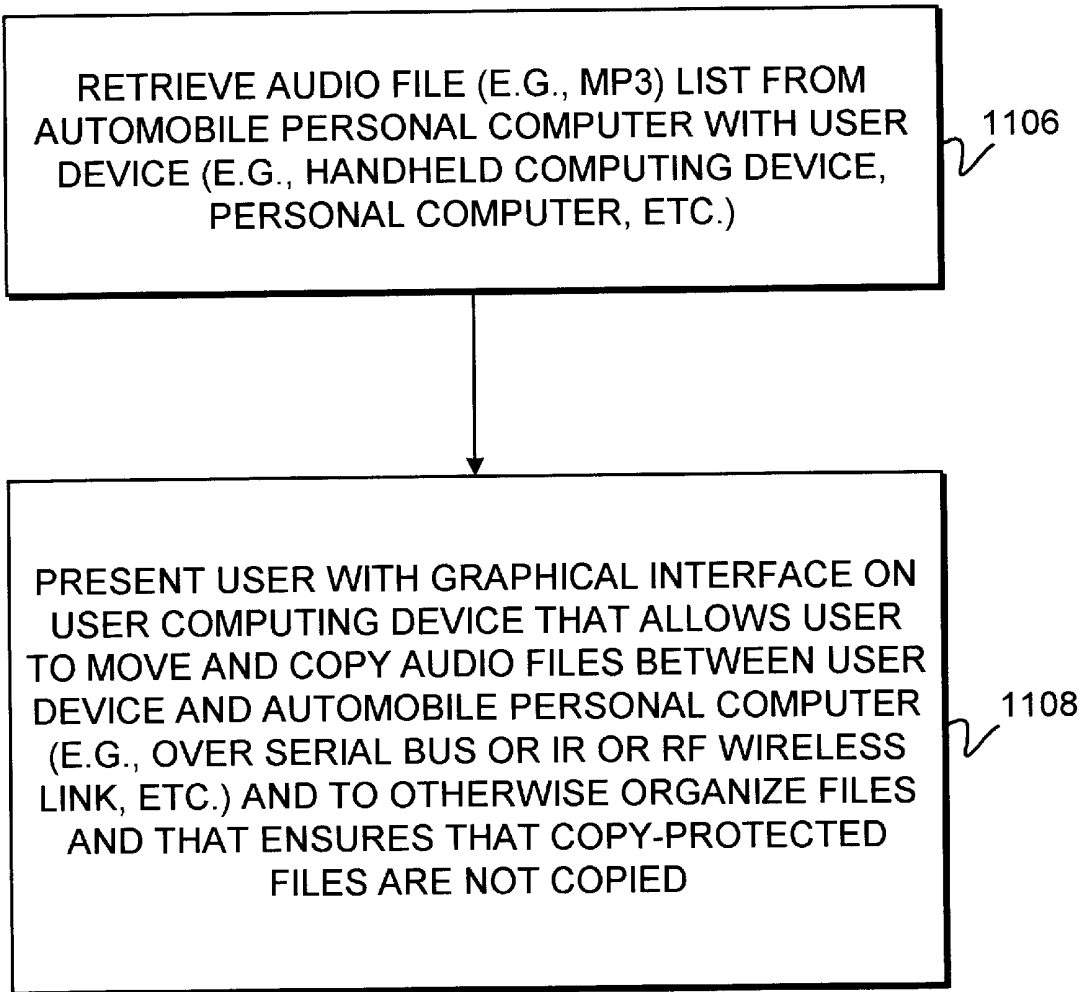 RETRIEVE AUDIO FILE (E.G., MP3) LIST FROM
AUTOMOBILE PERSONAL COMPUTER WITH USER
DEVICE (E.G., HANDHELD COMPUTING DEVICE,
PERSONAL COMPUTER, ETC.)
1106
PRESENT USER WITH GRAPHICAL INTERFACE ON
USER COMPUTING DEVICE THAT ALLOWS USER
TO MOVE AND COPY AUDIO FILES BETWEEN USER
DEVICE AND AUTOMOBILE PERSONAL COMPUTER
(E.G., OVER SERIAL BUS OR IR OR RF WIRELESS
LINK, ETC.) AND TO OTHERWISE ORGANIZE FILES
AND THAT ENSURES THAT COPY-PROTECTED
FILES ARE NOT COPIED
1108